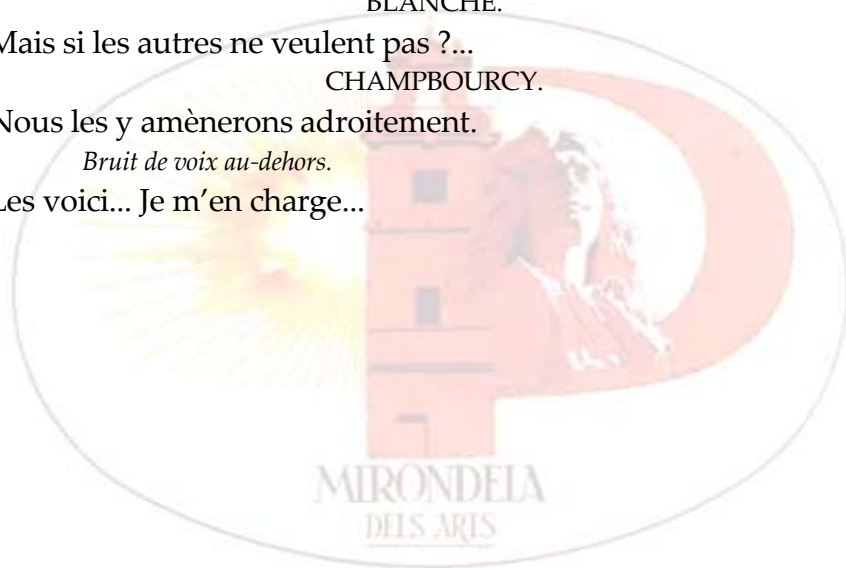 BLANCHE.
Mais si les autres ne veulent pas ?...
CHAMPBOURCY.
Nous les y amènerons adroitement.
Bruit de voix au-dehors.
Les voici... Je m’en charge...
MIRONDELA
DELS ARTS